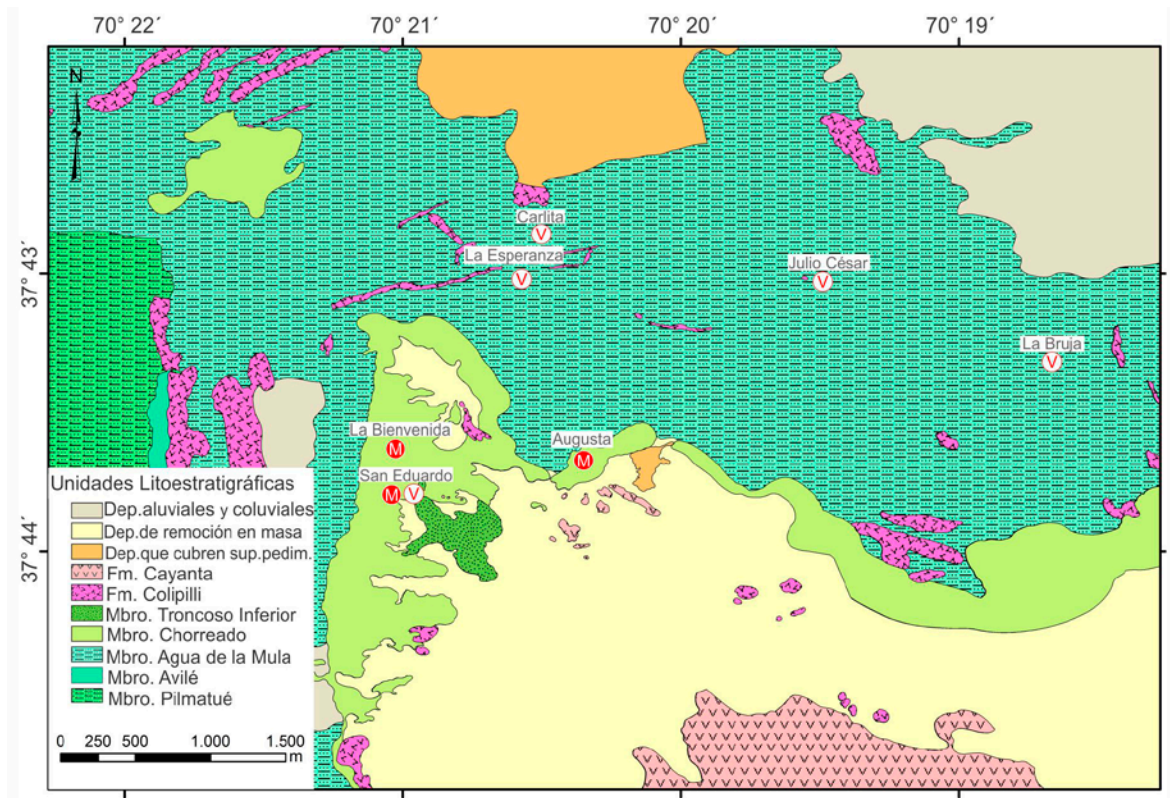 70° 22´ 70° 21´ 70° 20´ 70° 19´
N
Carlita
V
37° 43´
La Esperanza
V
Julio César
V
La Bruja
V
La Bienvenida
M
Augusta
M
San Eduardo
M V
37° 44´
Unidades Litoestratigráficas
Dep.aluviales y coluviales
Dep.de remoción en masa
Dep.que cubren sup.pedim.
Fm. Cayanta
Fm. Colipilli
Mbro. Troncoso Inferior
Mbro. Chorreado
Mbro. Agua de la Mula
Mbro. Avilé
Mbro. Pilmatué
0 250 500 1.000 1.500
m